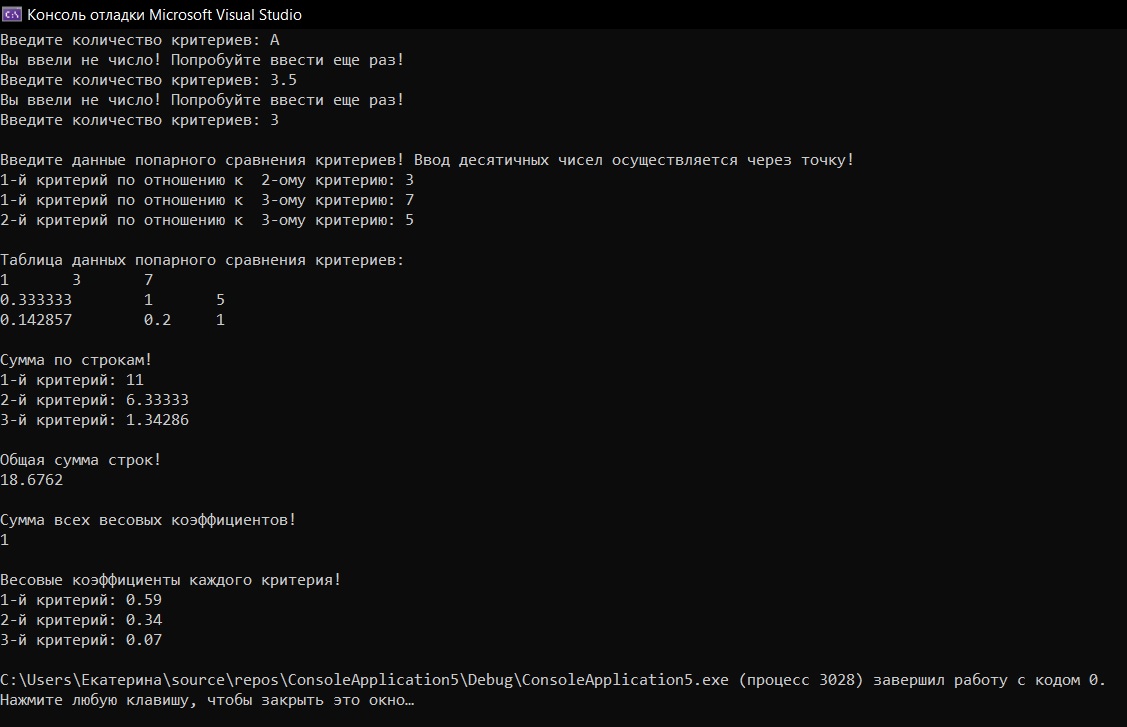 Консоль отладки Microsoft Visual Studio
Введите количество критериев: A
Вы ввели не число! Попробуйте ввести еще раз!
Введите количество критериев: 3.5
Вы ввели не число! Попробуйте ввести еще раз!
Введите количество критериев: 3
Введите данные попарного сравнения критериев! Ввод десятичных чисел осуществляется через точку!
1-й критерий по отношению к  2-ому критерию: 3
1-й критерий по отношению к  3-ому критерию: 7
2-й критерий по отношению к  3-ому критерию: 5
Таблица данных попарного сравнения критериев:
1 3 7
0.333333 1 5
0.142857 0.2 1
Сумма по строкам!
1-й критерий: 11
2-й критерий: 6.33333
3-й критерий: 1.34286
Общая сумма строк!
18.6762
Сумма всех весовых коэффициентов!
1
Весовые коэффициенты каждого критерия!
1-й критерий: 0.59
2-й критерий: 0.34
3-й критерий: 0.07
C:\Users\Екатерина\source\repos\ConsoleApplication5\Debug\ConsoleApplication5.exe (процесс 3028) завершил работу с кодом 0.
Нажмите любую клавишу, чтобы закрыть это окно…